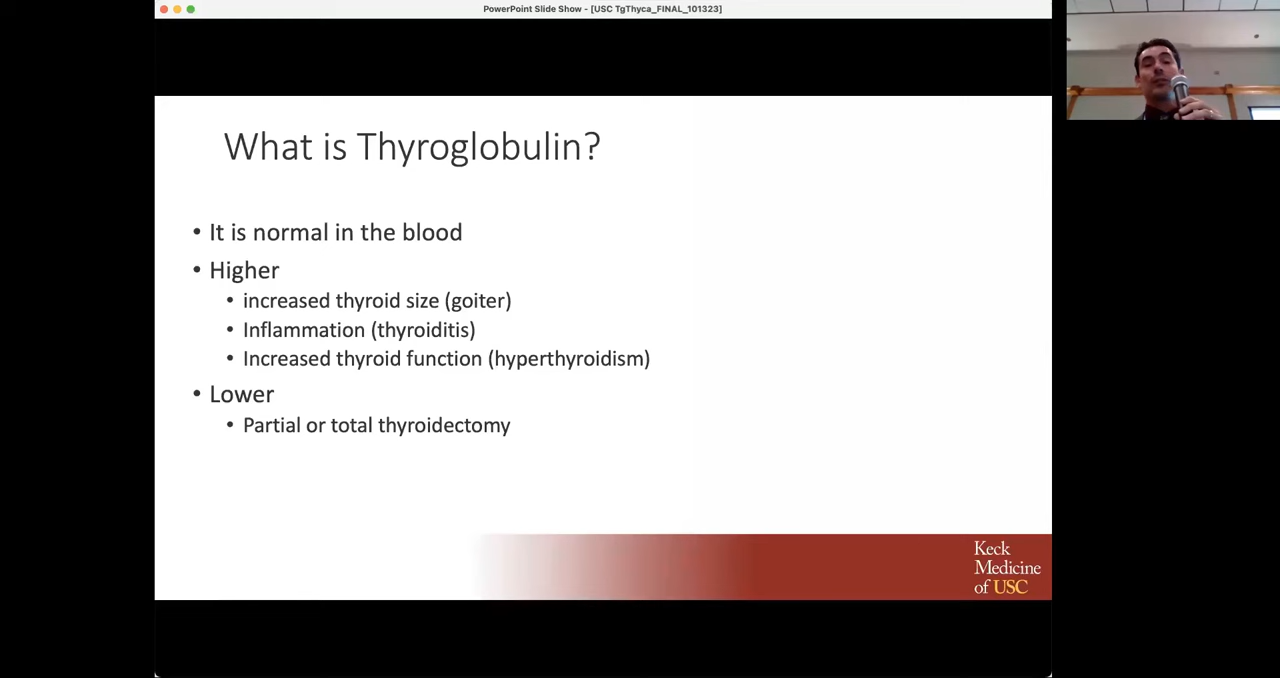 PowerPoint Slide Show - [USC TgThyca_FINAL_101323]
What is Thyroglobulin?
• It is normal in the blood
• Higher
• increased thyroid size (goiter)
• Inflammation (thyroiditis)
• Increased thyroid function (hyperthyroidism)
• Lower
• Partial or total thyroidectomy
Keck
Medicine
of USC